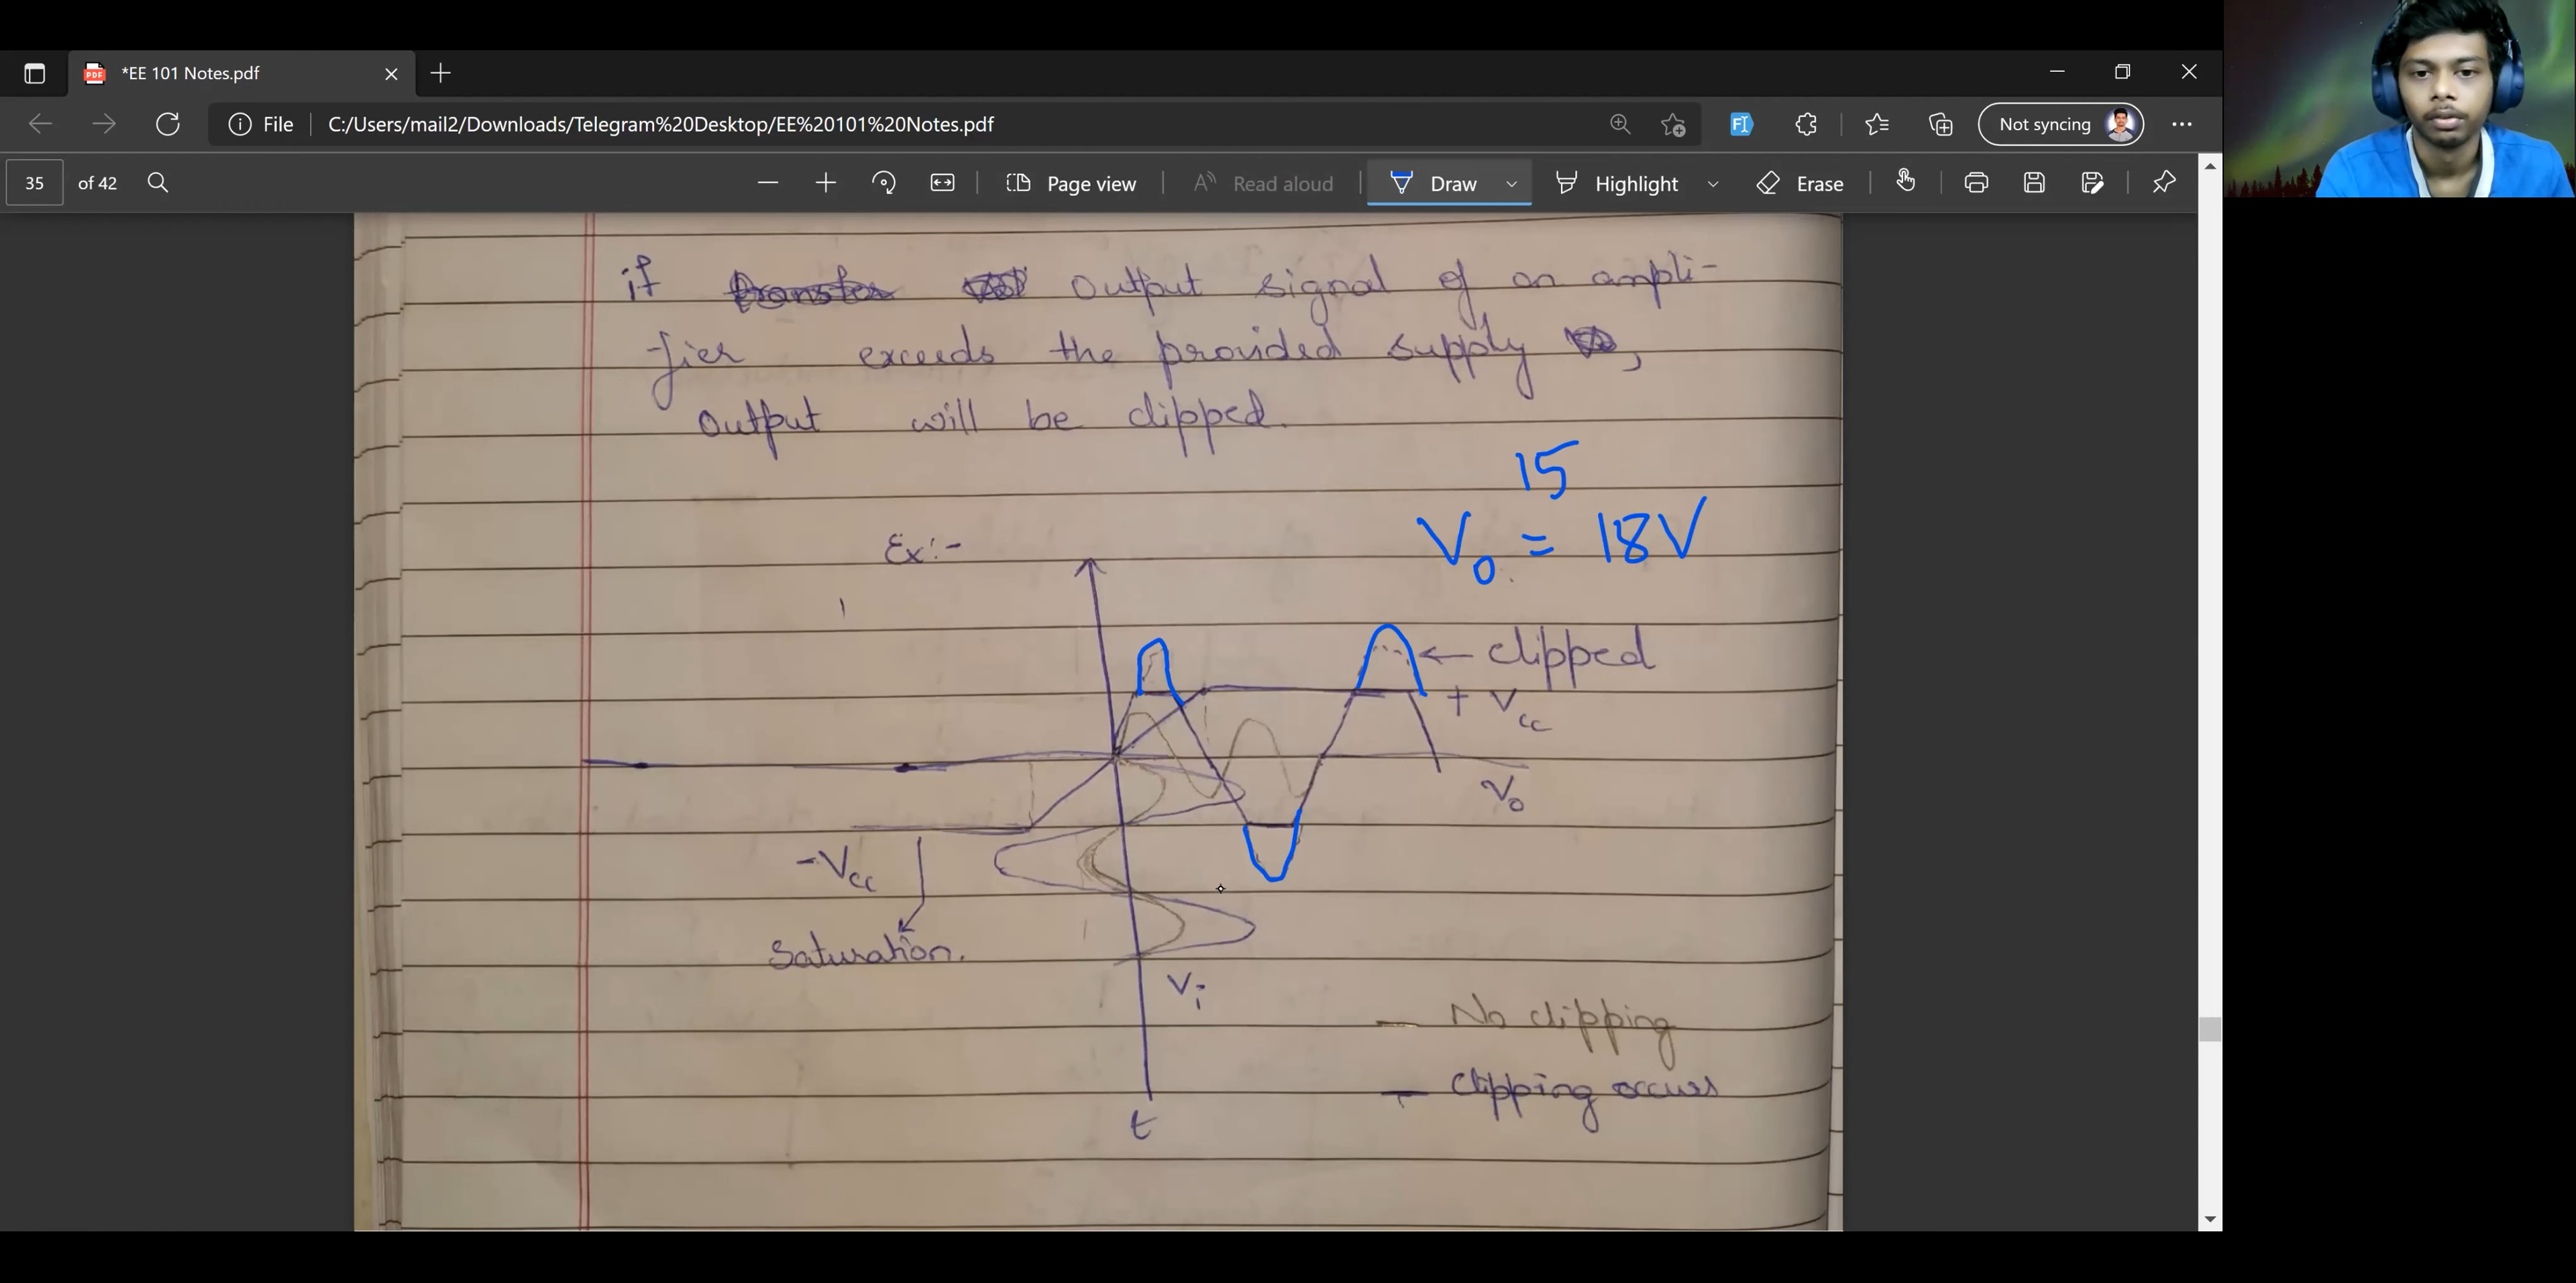 *EE 101 Notes.pdf
File C:/Users/mail2/Downloads/Telegram%20Desktop/EE%20101%20Notes.pdf
Not syncing
35 of 42
Page view
Read aloud
Draw
Highlight
Erase
if output signal of an ampli-
fier exceeds the provided supply ,
output will be clipped.
15
V₀ = 18V
Ex:-
← clipped
+ Vcc
V₀
-Vcc
Saturation.
Vi
No clipping
Clipping occurs
t